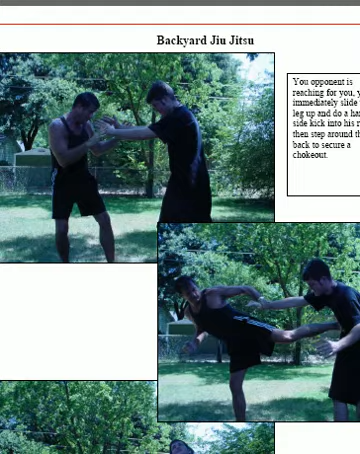 Backyard Jiu Jitsu
You opponent is
reaching for you,
immediately slide
leg up and do a
side kick into his
then step around
back to secure a
chokeout.